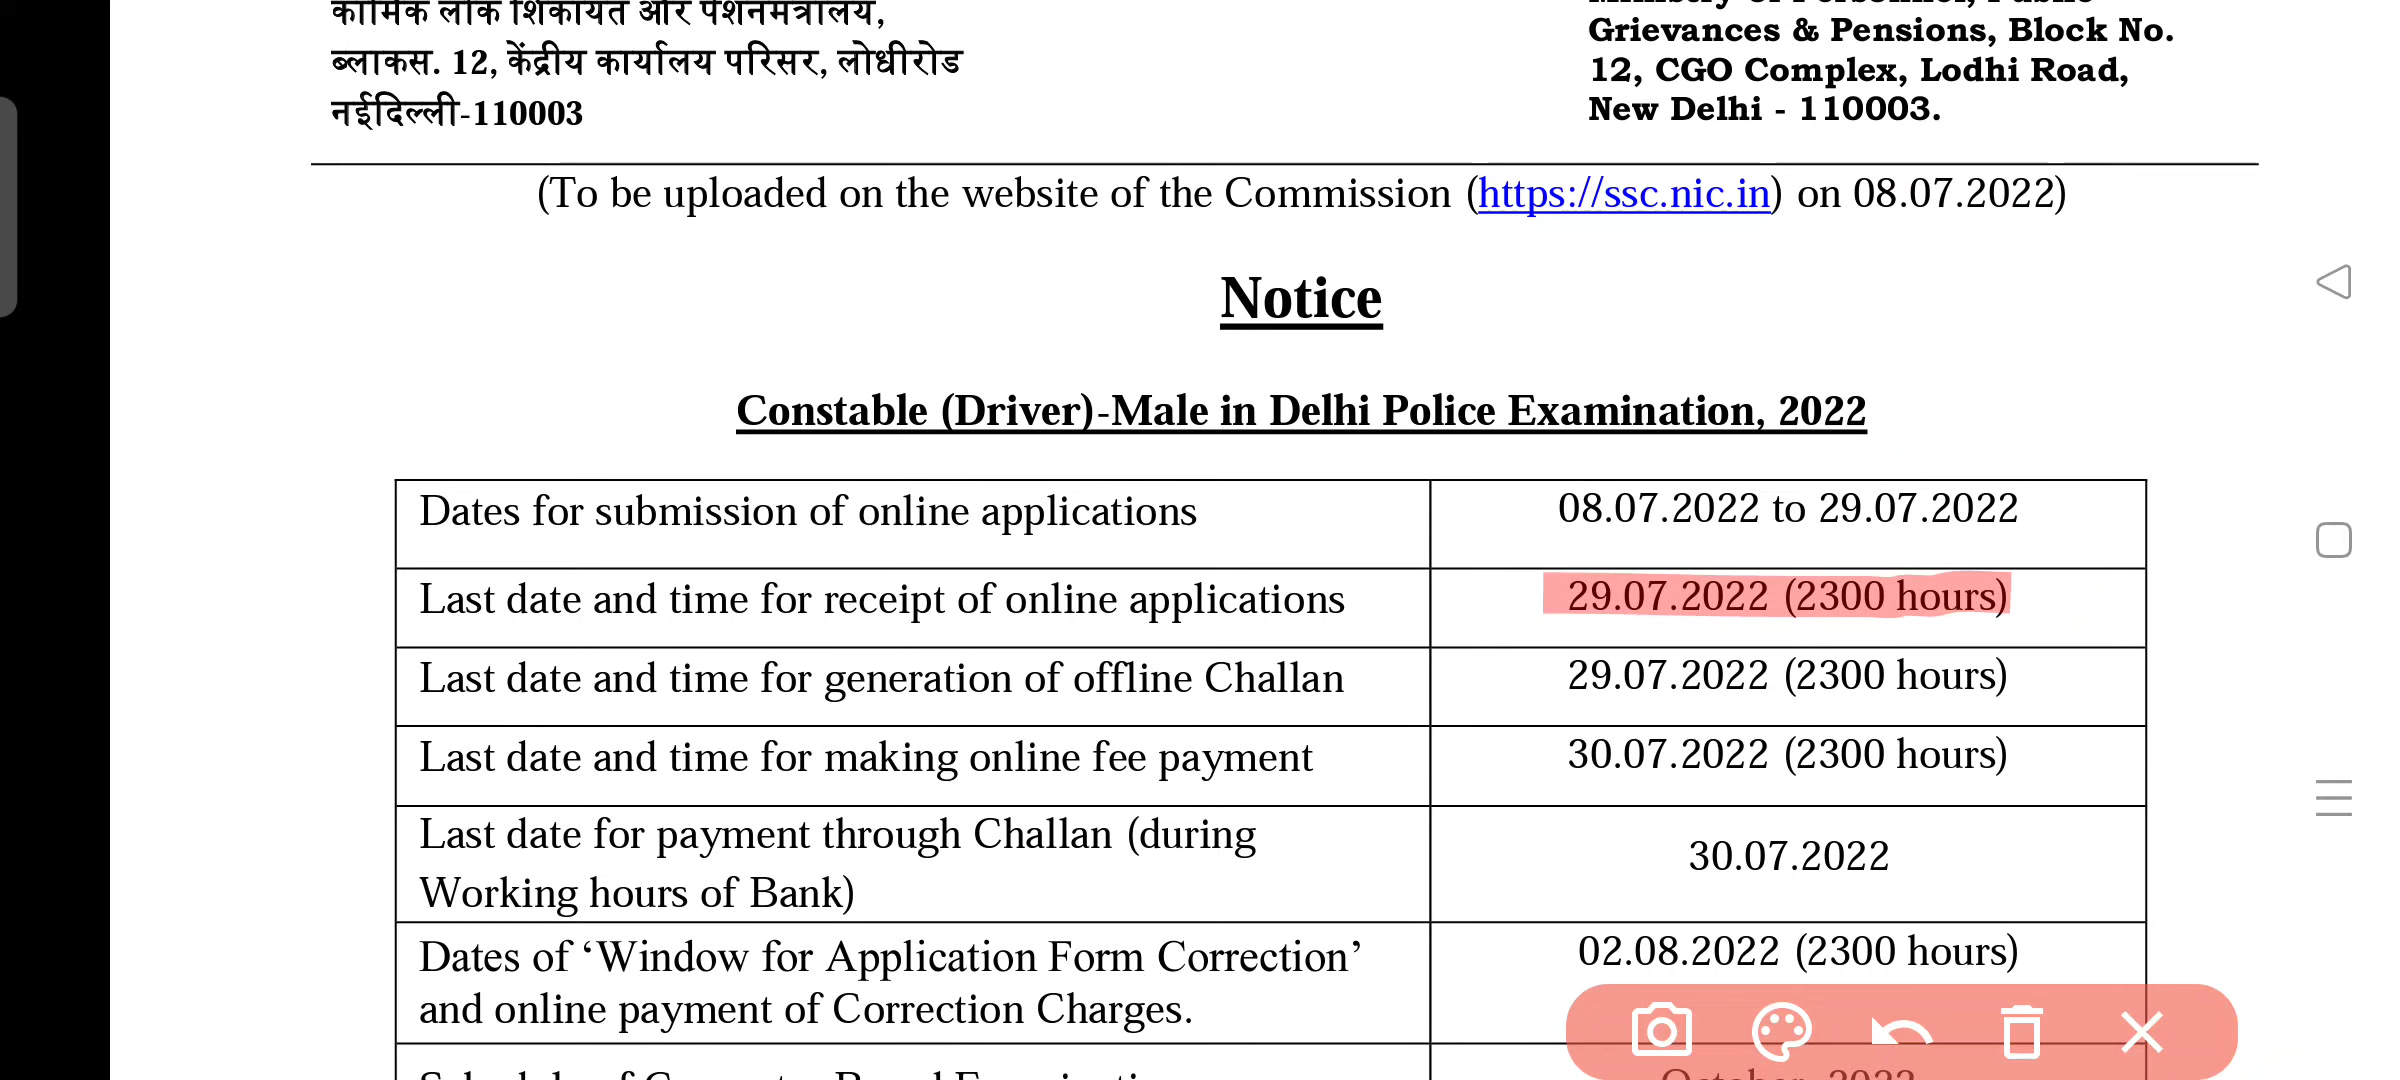 कार्मिक लोक शिकायत और पेंशनमंत्रालय,
ब्लाकस. 12, केंद्रीय कार्यालय परिसर, लोधीरोड
नईदिल्ली-110003
Ministry of Personnel, Public
Grievances & Pensions, Block No.
12, CGO Complex, Lodhi Road,
New Delhi - 110003.
(To be uploaded on the website of the Commission (https://ssc.nic.in) on 08.07.2022)
Notice
Constable (Driver)-Male in Delhi Police Examination, 2022
Dates for submission of online applications 08.07.2022 to 29.07.2022
Last date and time for receipt of online applications 29.07.2022 (2300 hours)
Last date and time for generation of offline Challan 29.07.2022 (2300 hours)
Last date and time for making online fee payment 30.07.2022 (2300 hours)
Last date for payment through Challan (during
Working hours of Bank) 30.07.2022
Dates of ‘Window for Application Form Correction’ 02.08.2022 (2300 hours)
and online payment of Correction Charges.
October, 2022